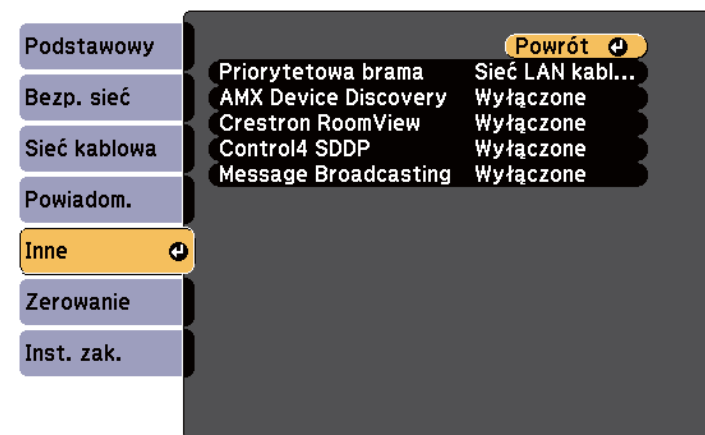 Podstawowy
Bezp. sieć
Sieć kablowa
Powiadom.
Inne
Zerowanie
Inst. zak.
Powrót
Priorytetowa brama Sieć LAN kabl...
AMX Device Discovery Wyłączone
Crestron RoomView Wyłączone
Control4 SDDP Wyłączone
Message Broadcasting Wyłączone